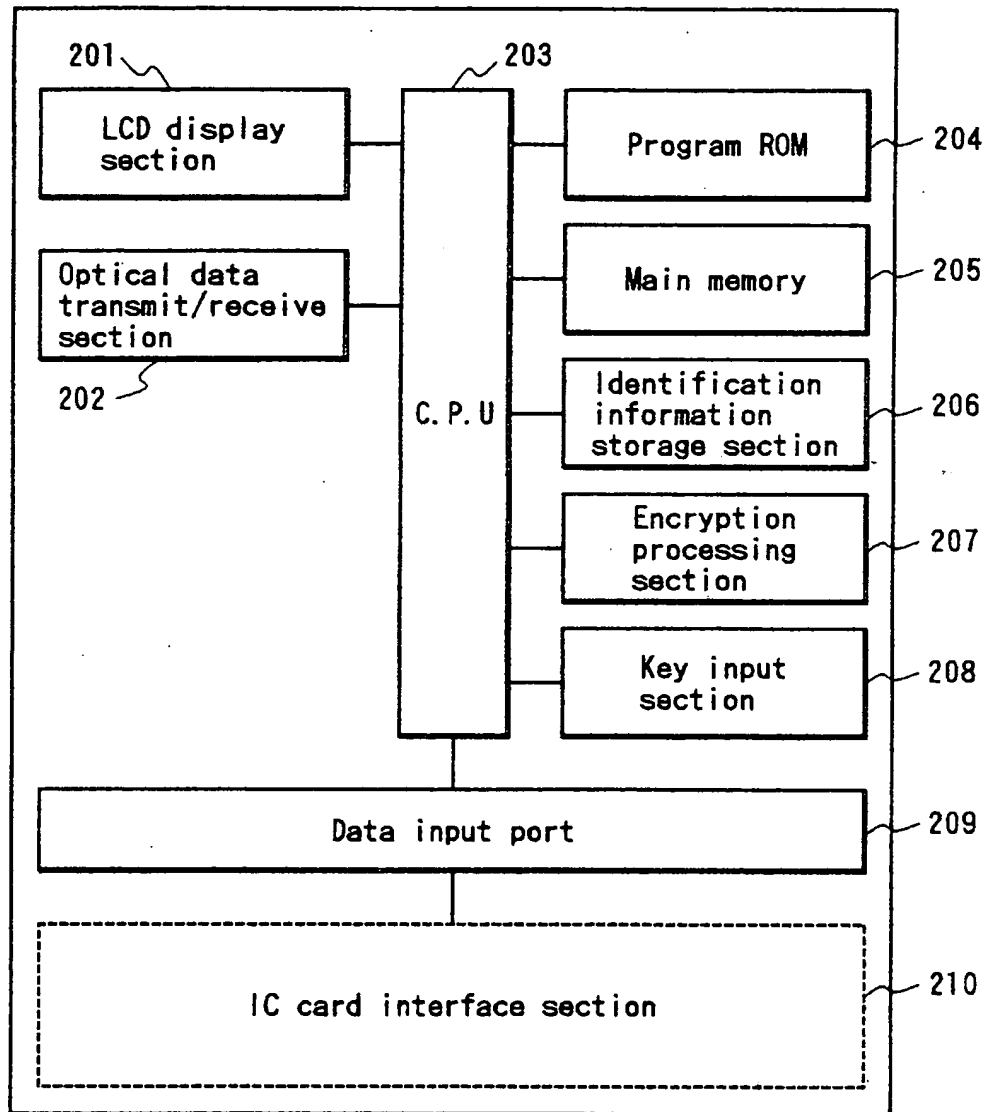 201
203
LCD display
section
Program ROM
204
Optical data
transmit/receive
section
202
Main memory
205
C.P.U
Identification
information
storage section
206
Encryption
processing
section
207
Key input
section
208
Data input port
209
IC card interface section
210